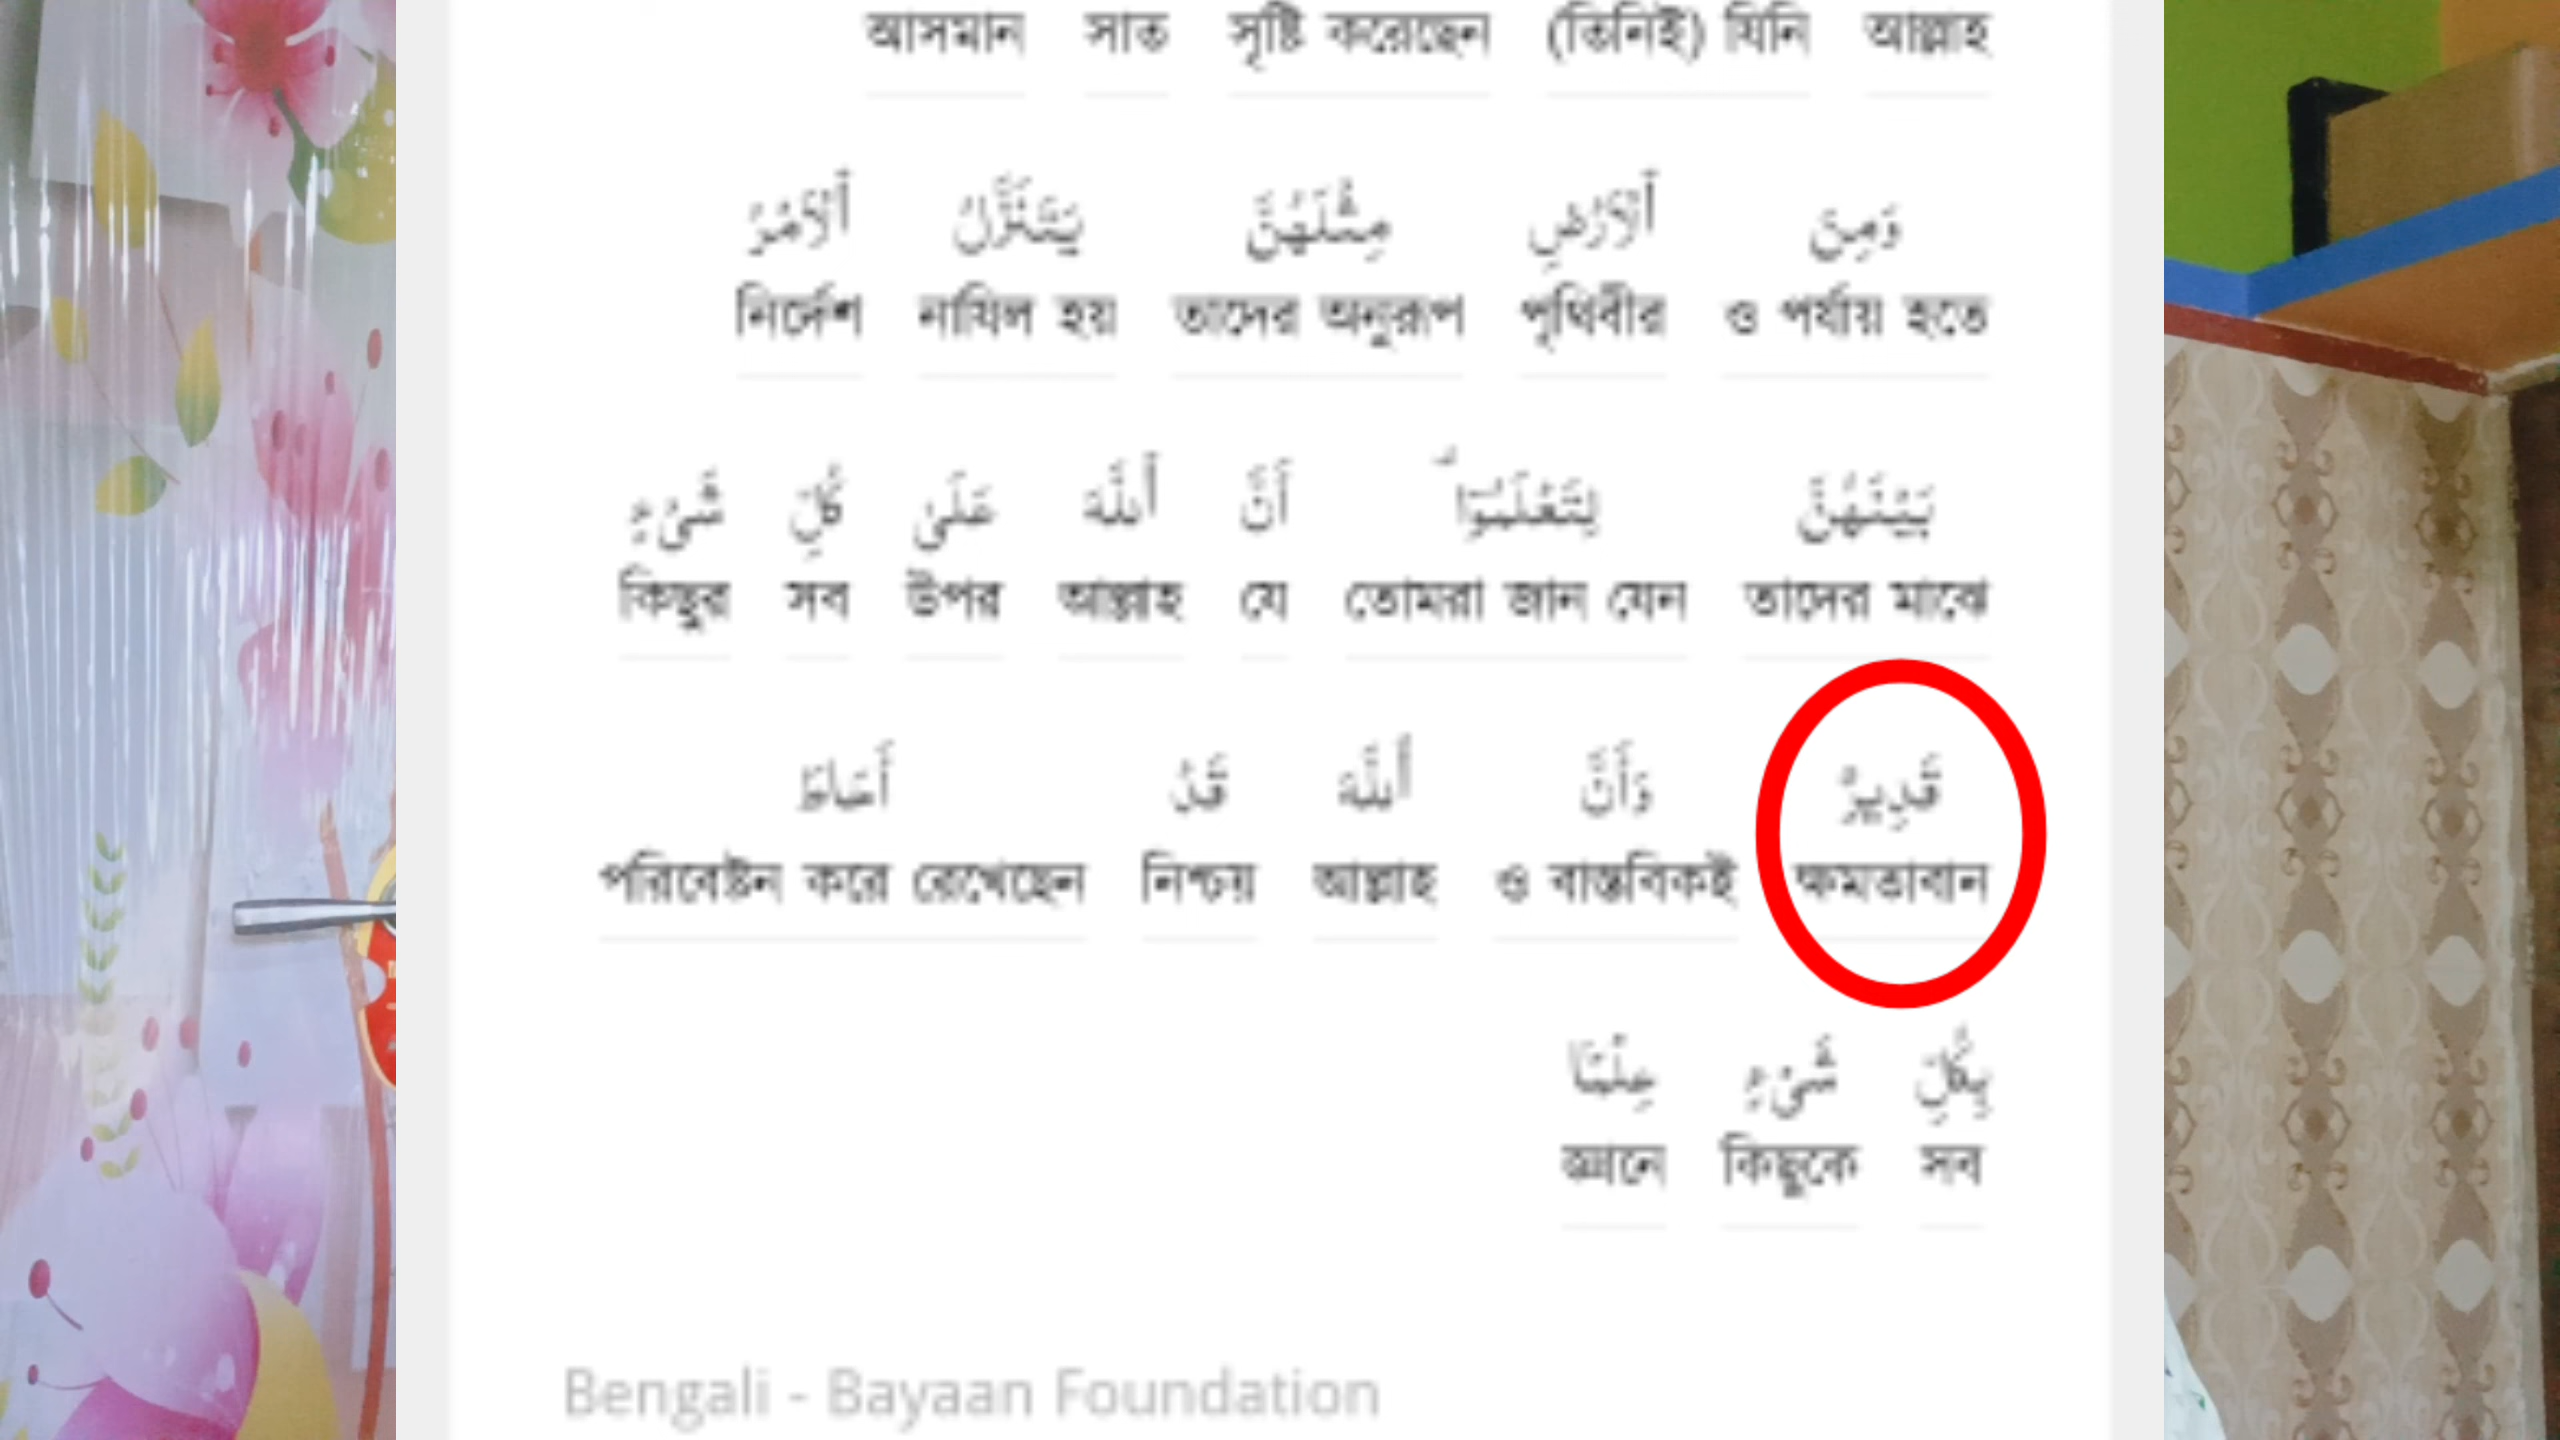 আল্লাহ (তিনিই) যিনি সৃষ্টি করেছেন সাত আসমান
وَمِنَ ٱلْأَرْضِ مِثْلَهُنَّ يَتَنَزَّلُ ٱلْأَمْرُ
ও পর্যায় হতে পৃথিবীর তাদের অনুরূপ নাযিল হয় নির্দেশ
بَيْنَهُنَّ لِتَعْلَمُوٓا۟ أَنَّ ٱللَّهَ عَلَىٰ كُلِّ شَىْءٍ
তাদের মাঝে তোমরা জান যেন যে আল্লাহ উপর সব কিছুর
قَدِيرٌ وَأَنَّ ٱللَّهَ قَدْ أَحَاطَ
ক্ষমতাবান ও বাস্তবিকই আল্লাহ নিশ্চয় পরিবেষ্টন করে রেখেছেন
بِكُلِّ شَىْءٍ عِلْمًۢا
সব কিছুকে জ্ঞানে
Bengali - Bayaan Foundation